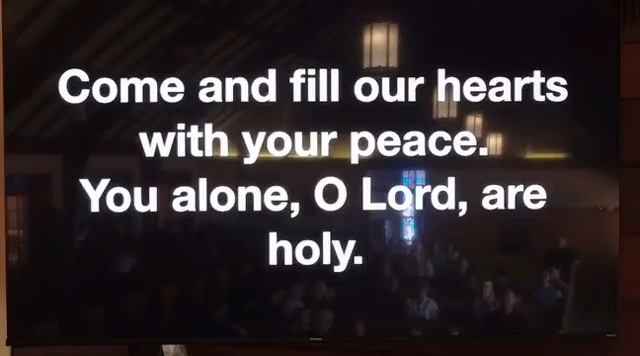 Come and fill our hearts
with your peace.
You alone, O Lord, are
holy.